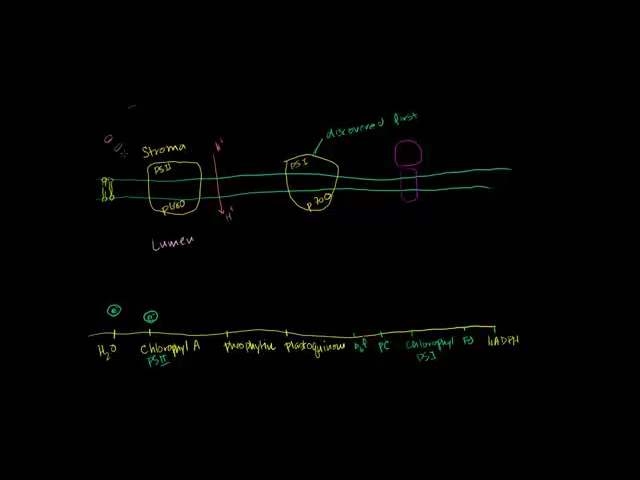 discovered first
Stroma
H+
PSII
PSI
P680
P700
H+
Lumen
e-
e-
H2O
chlorophyl A
PSII
pheophytin
plastoquinone
b6f
PC
chlorophyl
PSI
Fd
NADPH